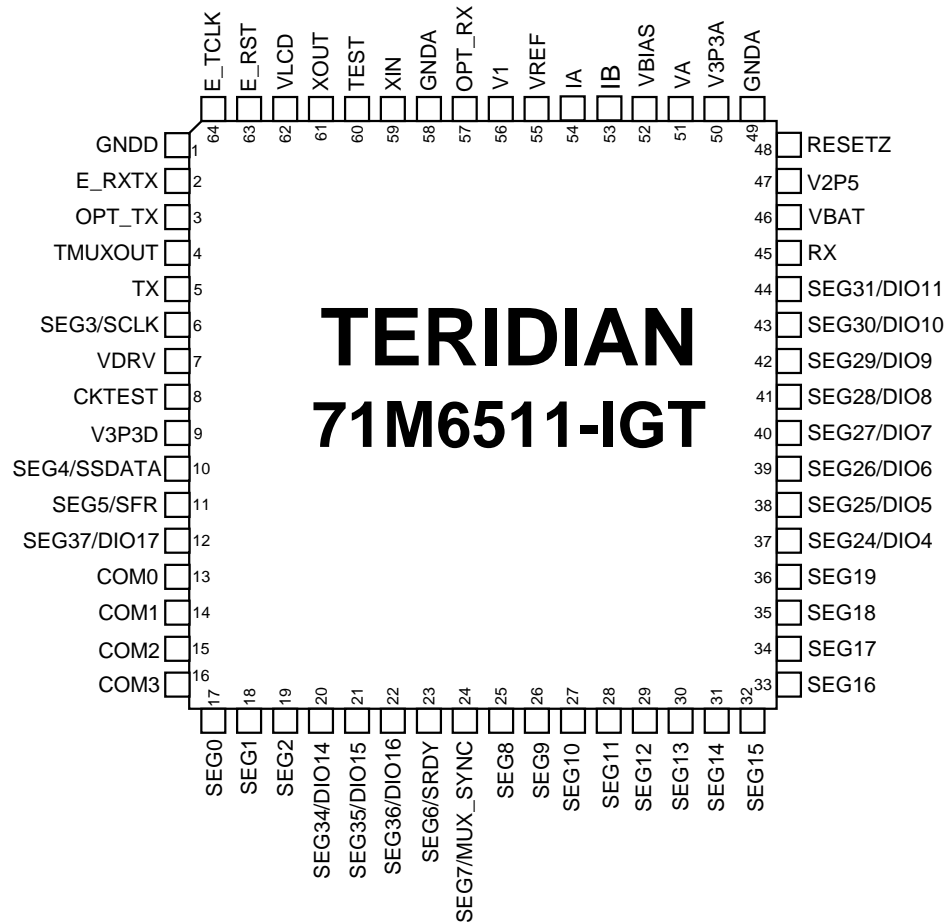 E_TCLK
E_RST
VLCD
XOUT
TEST
XIN
GNDA
OPT_RX
V1
VREF
IA
IB
VBIAS
VA
V3P3A
GNDA
64
63
62
61
60
59
58
57
56
55
54
53
52
51
50
49
GNDD 1
E_RXTX 2
OPT_TX 3
TMUXOUT 4
TX 5
SEG3/SCLK 6
VDRV 7
CKTEST 8
V3P3D 9
SEG4/SSDATA 10
SEG5/SFR 11
SEG37/DIO17 12
COM0 13
COM1 14
COM2 15
COM3 16
TERIDIAN
71M6511-IGT
48 RESETZ
47 V2P5
46 VBAT
45 RX
44 SEG31/DIO11
43 SEG30/DIO10
42 SEG29/DIO9
41 SEG28/DIO8
40 SEG27/DIO7
39 SEG26/DIO6
38 SEG25/DIO5
37 SEG24/DIO4
36 SEG19
35 SEG18
34 SEG17
33 SEG16
17
18
19
20
21
22
23
24
25
26
27
28
29
30
31
32
SEG0
SEG1
SEG2
SEG34/DIO14
SEG35/DIO15
SEG36/DIO16
SEG6/SRDY
SEG7/MUX_SYNC
SEG8
SEG9
SEG10
SEG11
SEG12
SEG13
SEG14
SEG15